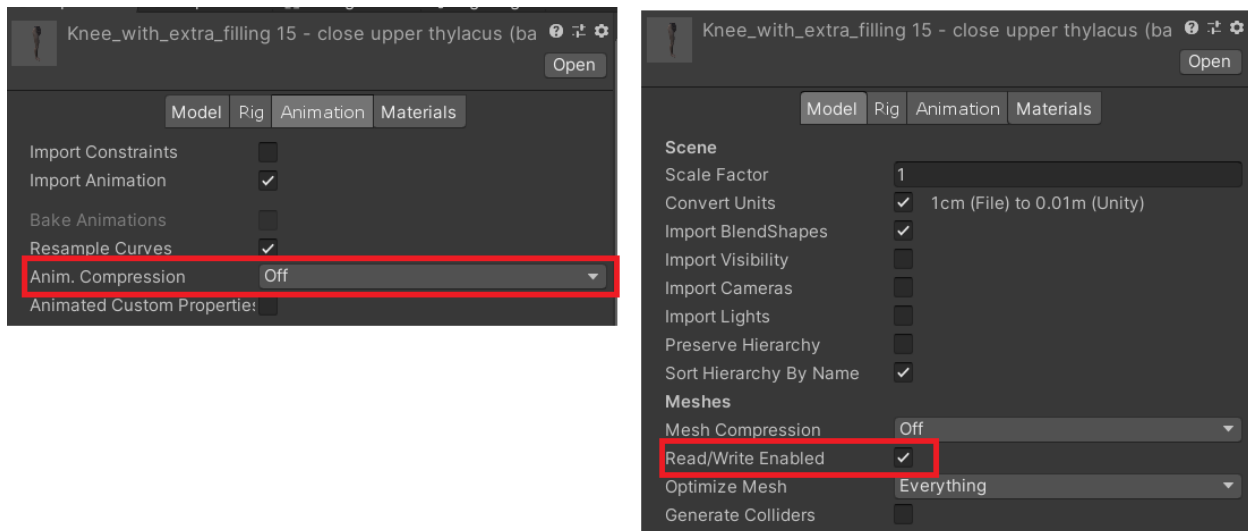 Knee_with_extra_filling 15 - close upper thylacus (ba
Open
Model Rig Animation Materials
Import Constraints
Import Animation
Bake Animations
Resample Curves
Anim. Compression Off
Animated Custom Properties
Knee_with_extra_filling 15 - close upper thylacus (ba
Open
Model Rig Animation Materials
Scene
Scale Factor 1
Convert Units 1cm (File) to 0.01m (Unity)
Import BlendShapes
Import Visibility
Import Cameras
Import Lights
Preserve Hierarchy
Sort Hierarchy By Name
Meshes
Mesh Compression Off
Read/Write Enabled
Optimize Mesh Everything
Generate Colliders